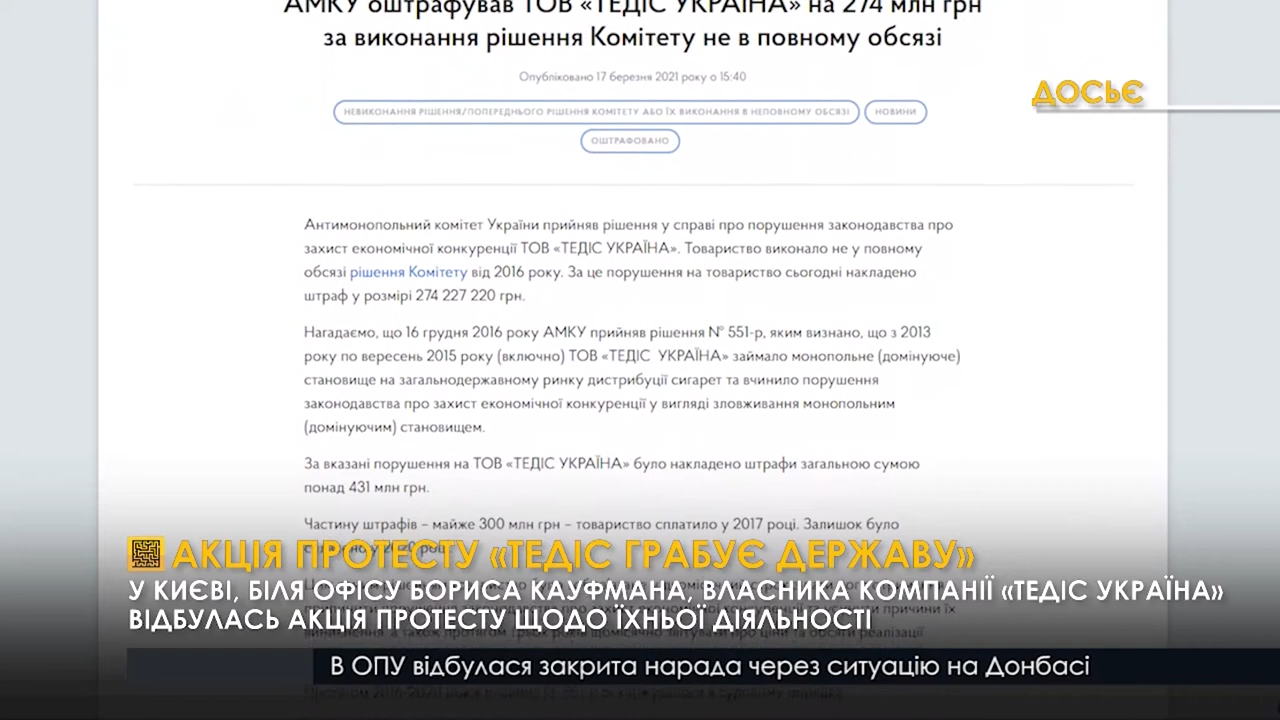 АМКУ оштрафував ТОВ «ТЕДІС УКРАЇНА» на 274 млн грн
за виконання рішення Комітету не в повному обсязі
Опубліковано 17 березня 2021 року о 15:40
ДОСЬЄ
НЕВИКОНАННЯ РІШЕННЯ/ПОПЕРЕДНЬОГО РІШЕННЯ КОМІТЕТУ АБО ЇХ ВИКОНАННЯ В НЕПОВНОМУ ОБСЯЗІ
НОВИНИ
ОШТРАФОВАНО
Антимонопольний комітет України прийняв рішення у справі про порушення законодавства про
захист економічної конкуренції ТОВ «ТЕДІС УКРАЇНА». Товариство виконало не у повному
обсязі рішення Комітету від 2016 року. За це порушення на товариство сьогодні накладено
штраф у розмірі 274 227 220 грн.
Нагадаємо, що 16 грудня 2016 року АМКУ прийняв рішення № 551-р, яким визнано, що з 2013
року по вересень 2015 року (включно) ТОВ «ТЕДІС УКРАЇНА» займало монопольне (домінуюче)
становище на загальнодержавному ринку дистрибуції сигарет та вчинило порушення
законодавства про захист економічної конкуренції у вигляді зловживання монопольним
(домінуючим) становищем.
За вказані порушення на ТОВ «ТЕДІС УКРАЇНА» було накладено штрафи загальною сумою
понад 431 млн грн.
Частину штрафів – майже 300 млн грн – товариство сплатило у 2017 році. Залишок було
АКЦІЯ ПРОТЕСТУ «ТЕДІС ГРАБУЄ ДЕРЖАВУ»
У КИЄВІ, БІЛЯ ОФІСУ БОРИСА КАУФМАНА, ВЛАСНИКА КОМПАНІЇ «ТЕДІС УКРАЇНА»
ВІДБУЛАСЬ АКЦІЯ ПРОТЕСТУ ЩОДО ЇХНЬОЇ ДІЯЛЬНОСТІ
В ОПУ відбулася закрита нарада через ситуацію на Донбасі